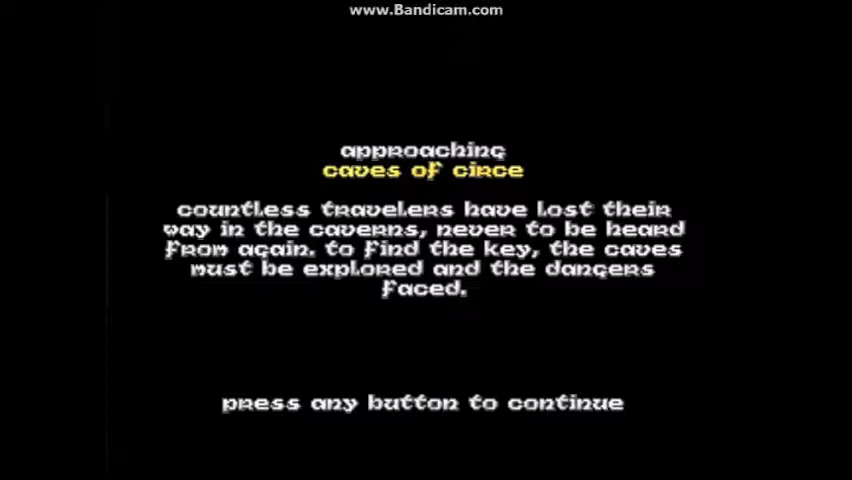 www.Bandicam.com
approaching
caves of circe
countless travelers have lost their
way in the caverns, never to be heard
from again. to find the key, the caves
must be explored and the dangers
faced.
press any button to continue